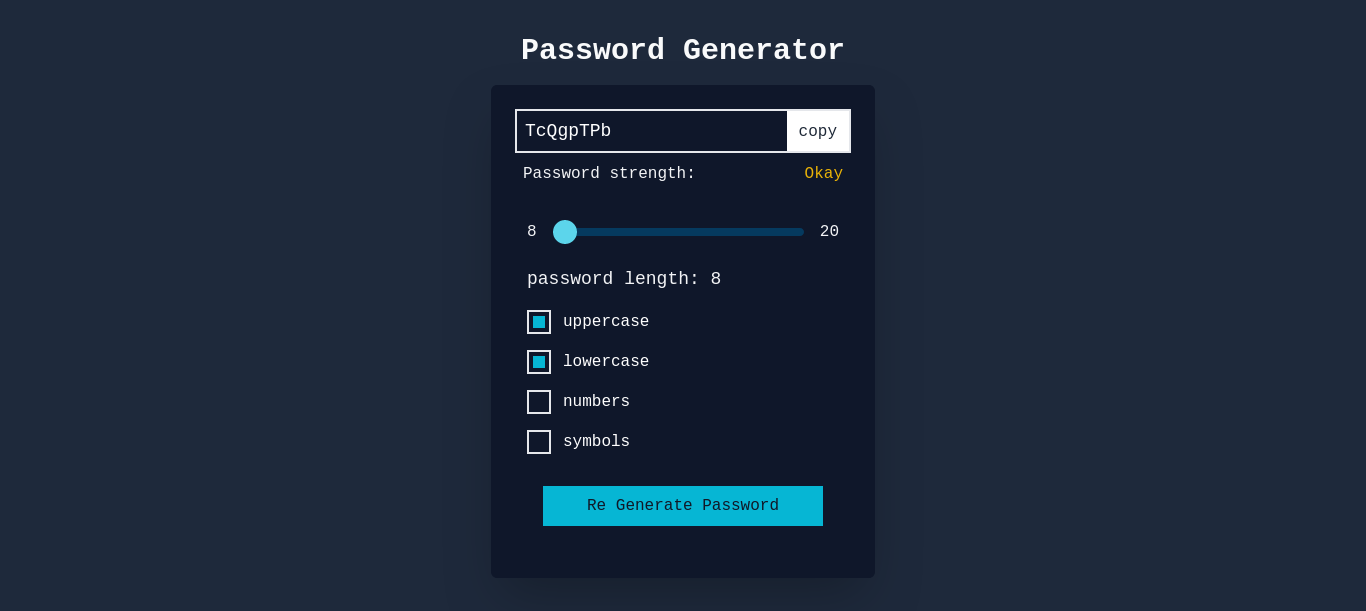 Password Generator
TcQgpTPb copy
Password strength: Okay
8 20
password length: 8
uppercase
lowercase
numbers
symbols
Re Generate Password